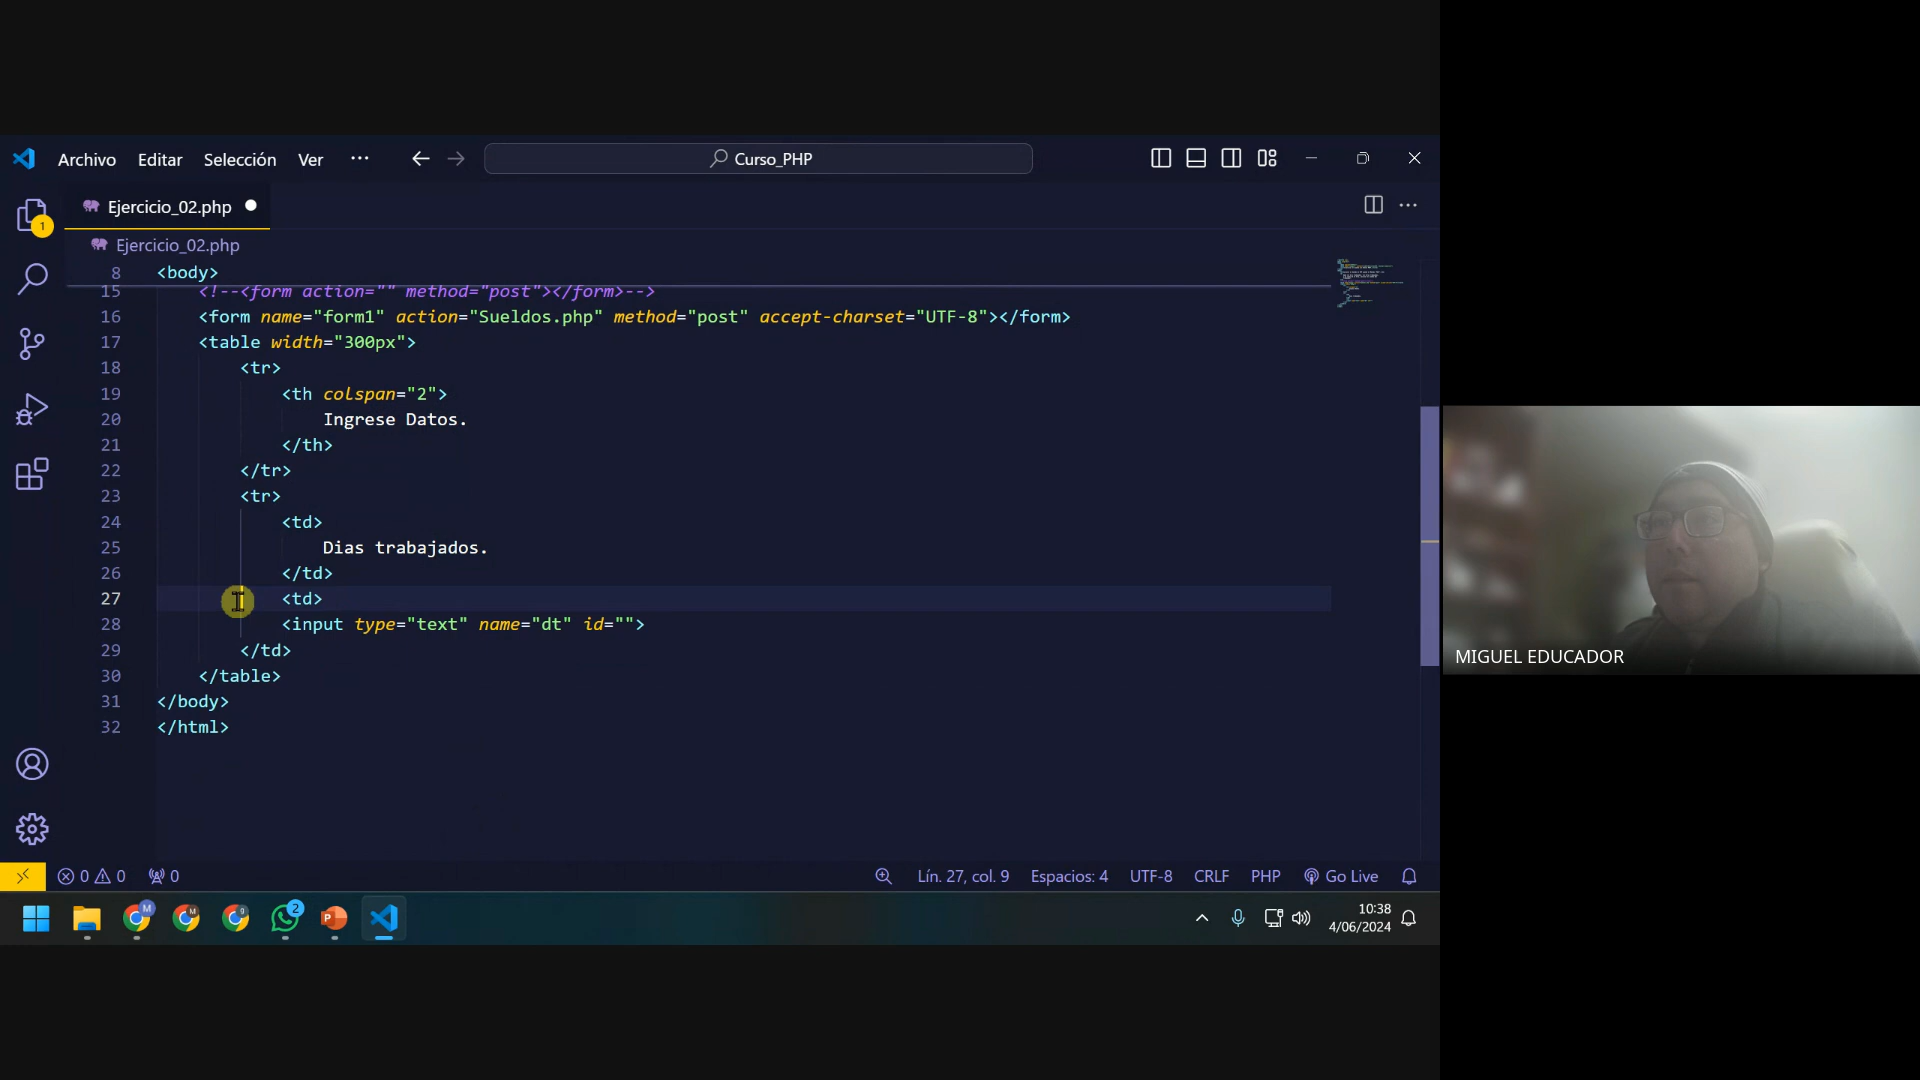 Archivo Editar Selección Ver ··· Curso_PHP
Ejercicio_02.php
1
Ejercicio_02.php
8 <body>
15 <!--<form action="" method="post"></form>-->
16 <form name="form1" action="Sueldos.php" method="post" accept-charset="UTF-8"></form>
17 <table width="300px">
18 <tr>
19 <th colspan="2">
20 Ingrese Datos.
21 </th>
22 </tr>
23 <tr>
24 <td>
25 Dias trabajados.
26 </td>
27 <td>
28 <input type="text" name="dt" id="">
29 </td>
30 </table>
31 </body>
32 </html>
MIGUEL EDUCADOR
0 0 0 Lín. 27, col. 9 Espacios: 4 UTF-8 CRLF PHP Go Live
M M 9 2 P
10:38
4/06/2024